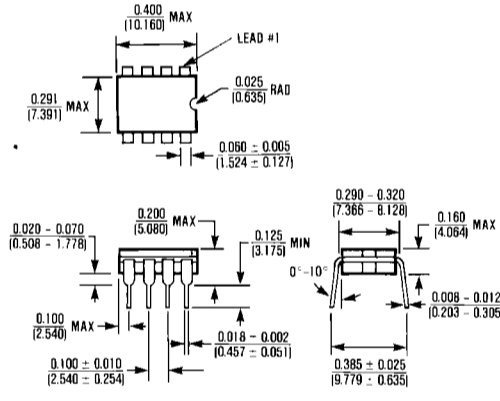 0.400
(10.160) MAX
LEAD #1
0.291
(7.391) MAX
0.025
(0.635) RAD
0.060 ± 0.005
(1.524 ± 0.127)
0.020 - 0.070
(0.508 - 1.778)
0.200
(5.080) MAX
0.125
(3.175) MIN
0.290 - 0.320
(7.366 - 8.128)
0.160
(4.064) MAX
0°-10°
0.100
(2.540) MAX
0.018 - 0.002
(0.457 ± 0.051)
0.008 - 0.012
(0.203 - 0.305)
0.100 ± 0.010
(2.540 ± 0.254)
0.385 ± 0.025
(9.779 ± 0.635)